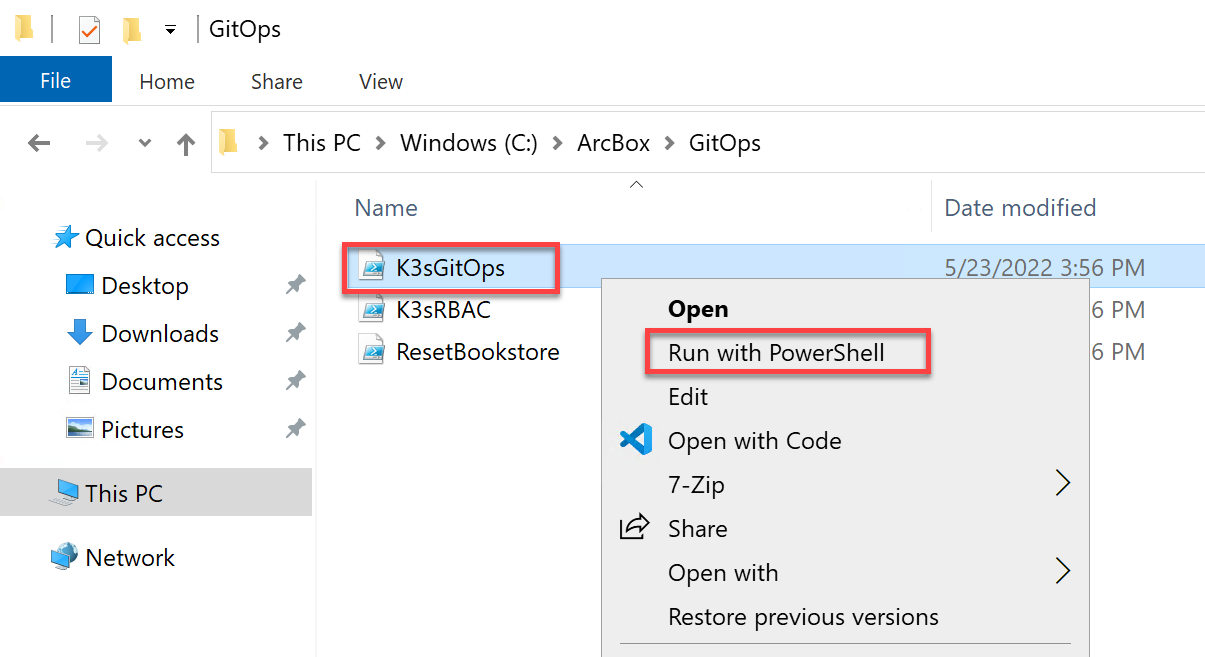 GitOps
File Home Share View
This PC Windows (C:) ArcBox GitOps
Name Date modified
Quick access
Desktop
Downloads
Documents
Pictures
This PC
Network
K3sGitOps 5/23/2022 3:56 PM
K3sRBAC 6 PM
ResetBookstore 6 PM
Open
Run with PowerShell
Edit
Open with Code
7-Zip
Share
Open with
Restore previous versions